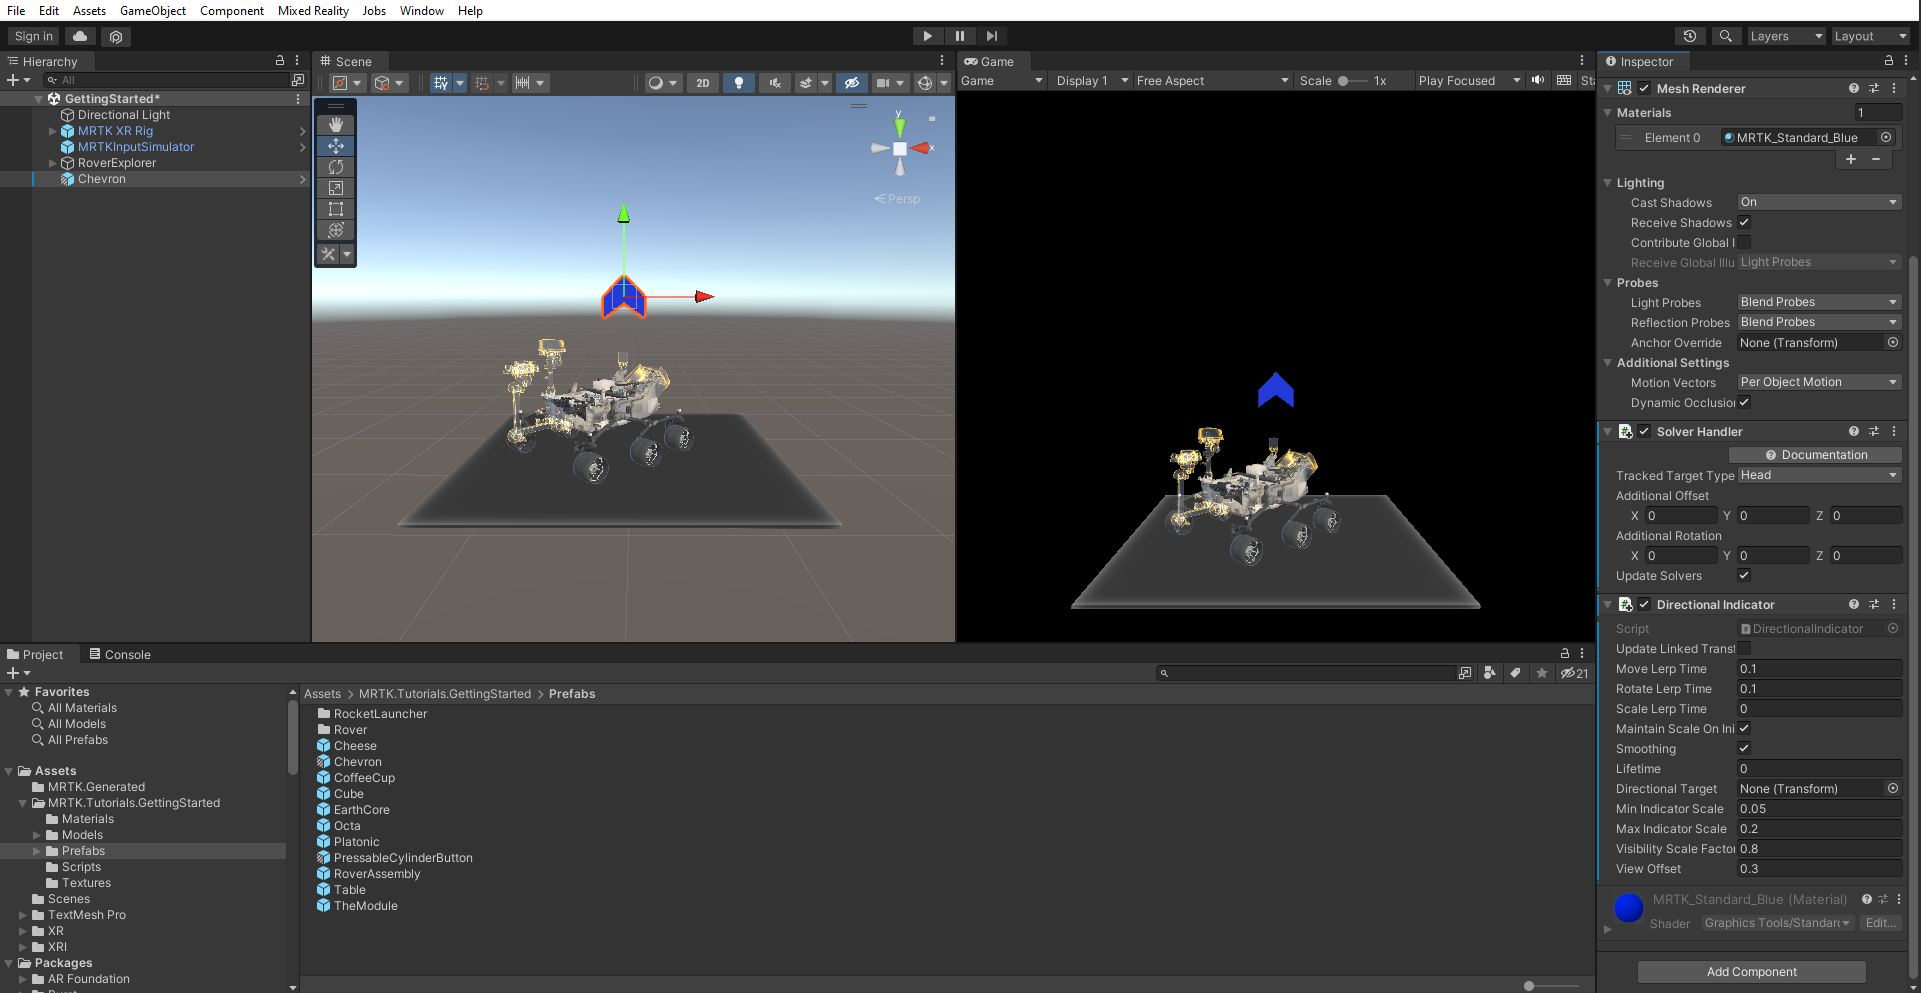 File Edit Assets GameObject Component Mixed Reality Jobs Window Help
Sign in Layers Layout
Hierarchy
All
GettingStarted*
Directional Light
MRTK XR Rig
MRTKInputSimulator
RoverExplorer
Chevron
Scene
2D
y
x
Persp
Game
Game Display 1 Free Aspect Scale 1x Play Focused Sta
Inspector
Mesh Renderer
Materials 1
Element 0 MRTK_Standard_Blue
+ −
Lighting
Cast Shadows On
Receive Shadows
Contribute Global I
Receive Global Illu Light Probes
Probes
Light Probes Blend Probes
Reflection Probes Blend Probes
Anchor Override None (Transform)
Additional Settings
Motion Vectors Per Object Motion
Dynamic Occlusion
Solver Handler
Documentation
Tracked Target Type Head
Additional Offset
X 0 Y 0 Z 0
Additional Rotation
X 0 Y 0 Z 0
Update Solvers
Directional Indicator
Script DirectionalIndicator
Update Linked Transf
Move Lerp Time 0.1
Rotate Lerp Time 0.1
Scale Lerp Time 0
Maintain Scale On Ini
Smoothing
Lifetime 0
Directional Target None (Transform)
Min Indicator Scale 0.05
Max Indicator Scale 0.2
Visibility Scale Factor 0.8
View Offset 0.3
MRTK_Standard_Blue (Material)
Shader Graphics Tools/Standard Edit...
Add Component
Project Console
21
Favorites
All Materials
All Models
All Prefabs
Assets
MRTK.Generated
MRTK.Tutorials.GettingStarted
Materials
Models
Prefabs
Scripts
Textures
Scenes
TextMesh Pro
XR
XRI
Packages
AR Foundation
Assets > MRTK.Tutorials.GettingStarted > Prefabs
RocketLauncher
Rover
Cheese
Chevron
CoffeeCup
Cube
EarthCore
Octa
Platonic
PressableCylinderButton
RoverAssembly
Table
TheModule